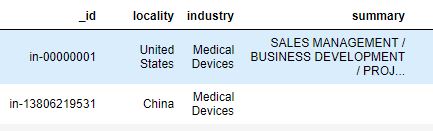 _id locality industry summary
in-00000001 United States Medical Devices SALES MANAGEMENT / BUSINESS DEVELOPMENT / PROJ...
in-13806219531 China Medical Devices